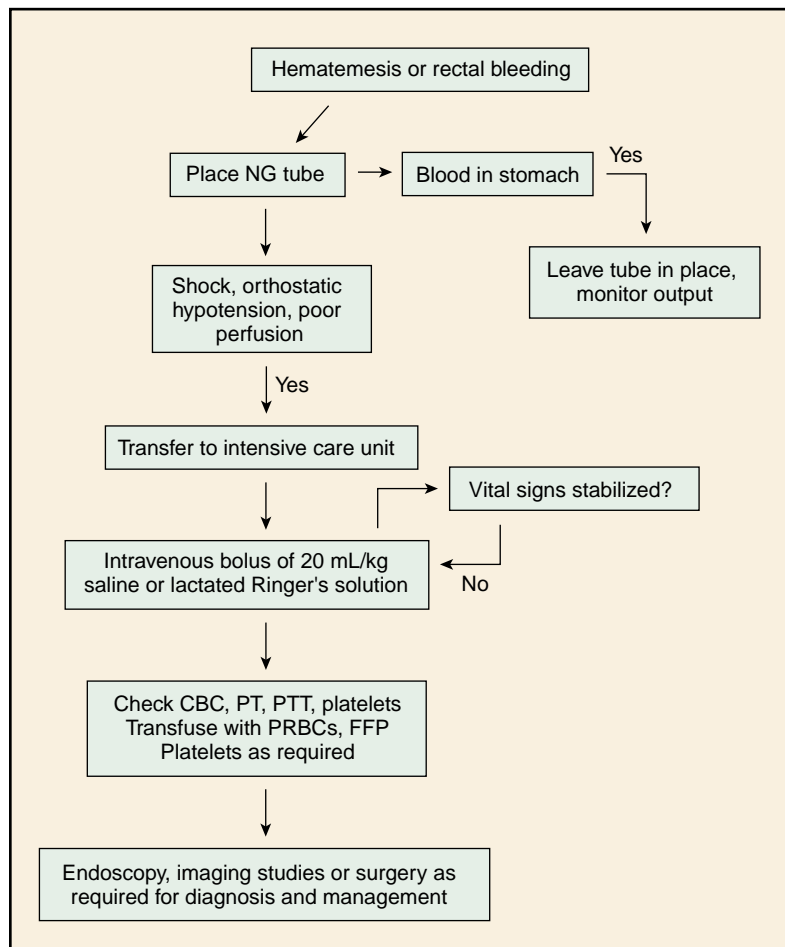 Hematemesis or rectal bleeding
Place NG tube
Blood in stomach
Yes
Leave tube in place,
monitor output
Shock, orthostatic
hypotension, poor
perfusion
Yes
Transfer to intensive care unit
Vital signs stabilized?
Intravenous bolus of 20 mL/kg
saline or lactated Ringer's solution
No
Check CBC, PT, PTT, platelets
Transfuse with PRBCs, FFP
Platelets as required
Endoscopy, imaging studies or surgery as
required for diagnosis and management